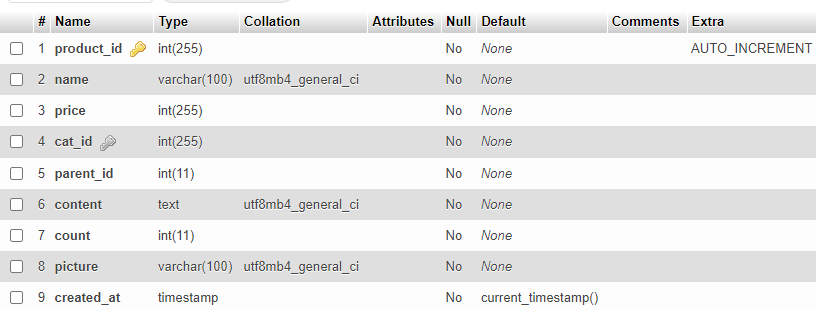 # Name Type Collation Attributes Null Default Comments Extra
1 product_id int(255) No None AUTO_INCREMENT
2 name varchar(100) utf8mb4_general_ci No None
3 price int(255) No None
4 cat_id int(255) No None
5 parent_id int(11) No None
6 content text utf8mb4_general_ci No None
7 count int(11) No None
8 picture varchar(100) utf8mb4_general_ci No None
9 created_at timestamp No current_timestamp()